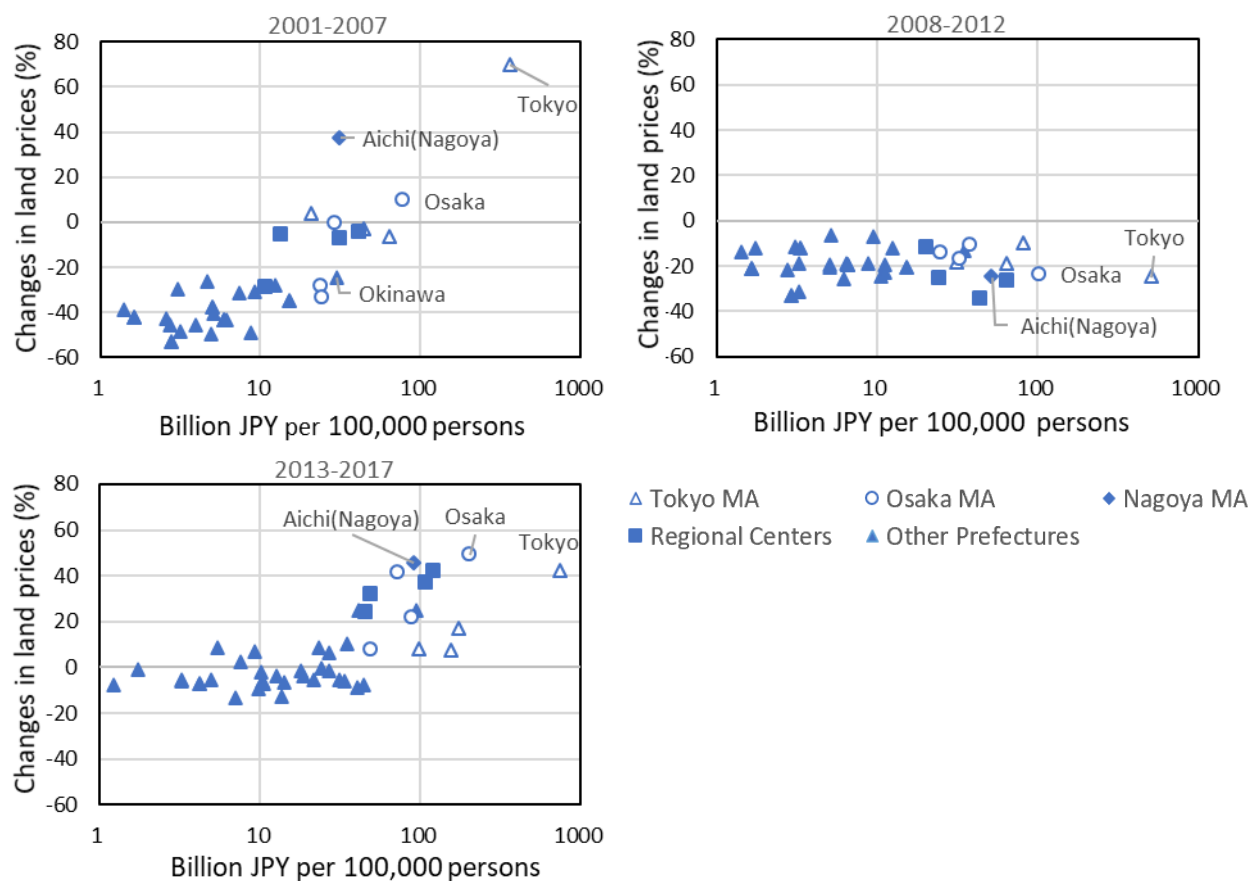 2001-2007
Changes in land prices (%)
80
60
40
20
0
-20
-40
-60
Tokyo
Aichi(Nagoya)
Osaka
Okinawa
1 10 100 1000
Billion JPY per 100,000 persons
2008-2012
Changes in land prices (%)
80
60
40
20
0
-20
-40
-60
Tokyo
Osaka
Aichi(Nagoya)
1 10 100 1000
Billion JPY per 100,000 persons
2013-2017
Changes in land prices (%)
80
60
40
20
0
-20
-40
-60
Aichi(Nagoya)
Osaka
Tokyo
1 10 100 1000
Billion JPY per 100,000 persons
Tokyo MA Osaka MA Nagoya MA
Regional Centers Other Prefectures